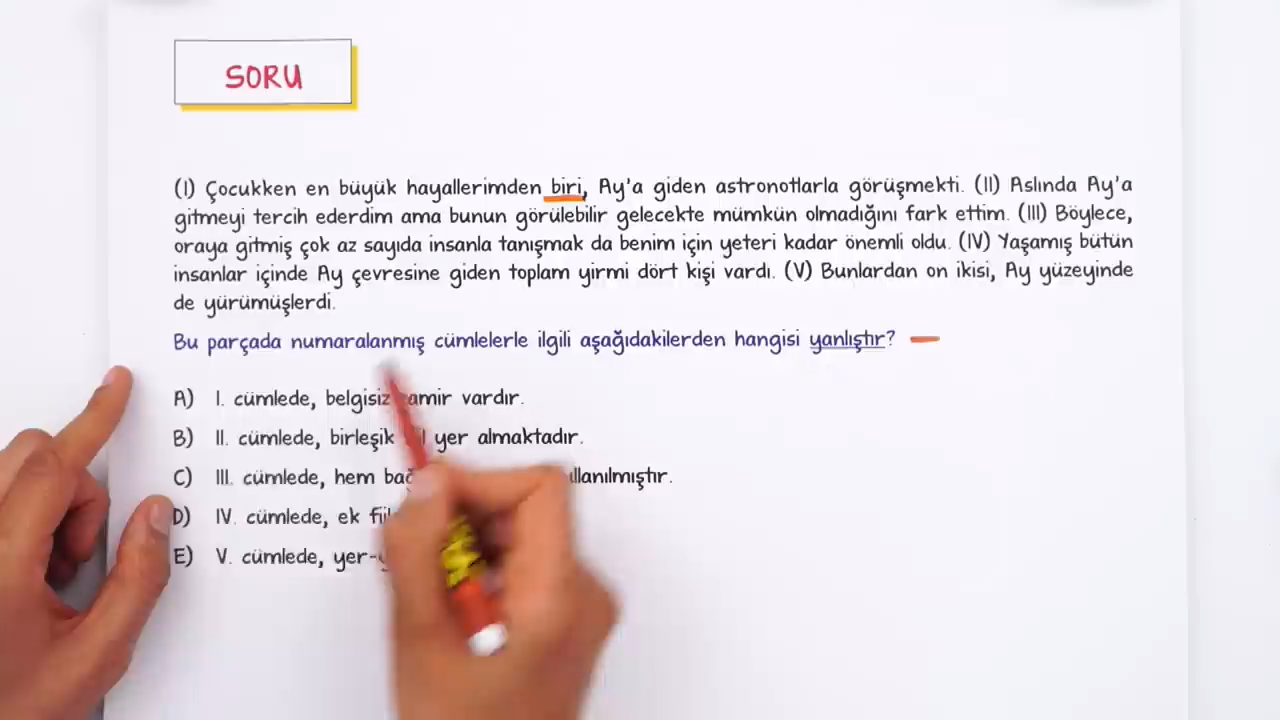 SORU
(I) Çocukken en büyük hayallerimden biri, Ay'a giden astronotlarla görüşmekti. (II) Aslında Ay'a
gitmeyi tercih ederdim ama bunun görülebilir gelecekte mümkün olmadığını fark ettim. (III) Böylece,
oraya gitmiş çok az sayıda insanla tanışmak da benim için yeteri kadar önemli oldu. (IV) Yaşamış bütün
insanlar içinde Ay çevresine giden toplam yirmi dört kişi vardı. (V) Bunlardan on ikisi, Ay yüzeyinde
de yürümüşlerdi.
Bu parçada numaralanmış cümlelerle ilgili aşağıdakilerden hangisi yanlıştır?
A) I. cümlede, belgisiz vardır.
B) II. cümlede, birleşik yer almaktadır.
C) III. cümlede, hem
D) IV. cümlede, ek
E) V. cümlede,